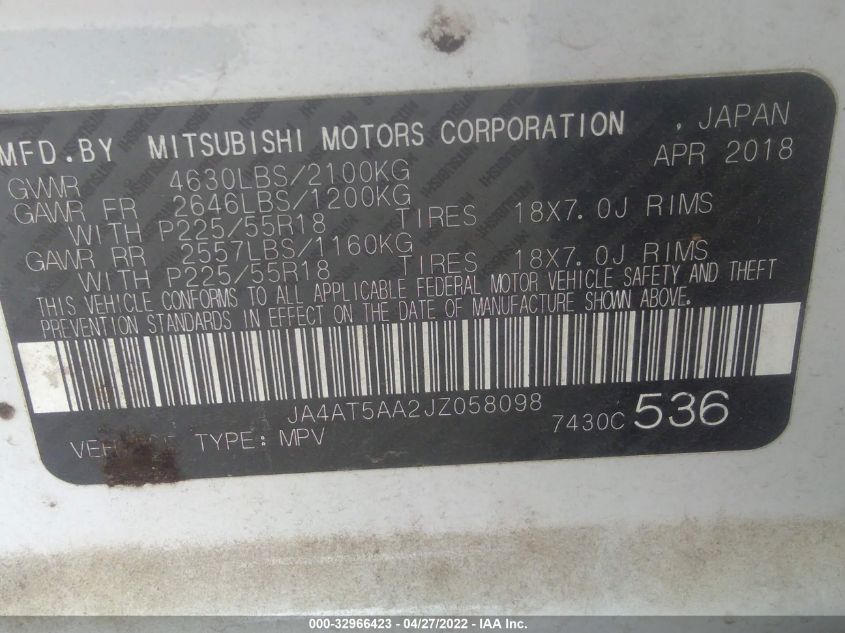 MFD.BY MITSUBISHI MOTORS CORPORATION , JAPAN
APR 2018
GVWR 4630LBS/2100KG
GAWR FR 2646LBS/1200KG
WITH P225/55R18 TIRES 18X7.0J RIMS
GAWR RR 2557LBS/1160KG
WITH P225/55R18 TIRES 18X7.0J RIMS
THIS VEHICLE CONFORMS TO ALL APPLICABLE FEDERAL MOTOR VEHICLE SAFETY AND THEFT
PREVENTION STANDARDS IN EFFECT ON THE DATE OF MANUFACTURE SHOWN ABOVE.
JA4AT5AA2JZ058098
7430C 536
TYPE: MPV
000-32966423 - 04/27/2022 - IAA Inc.